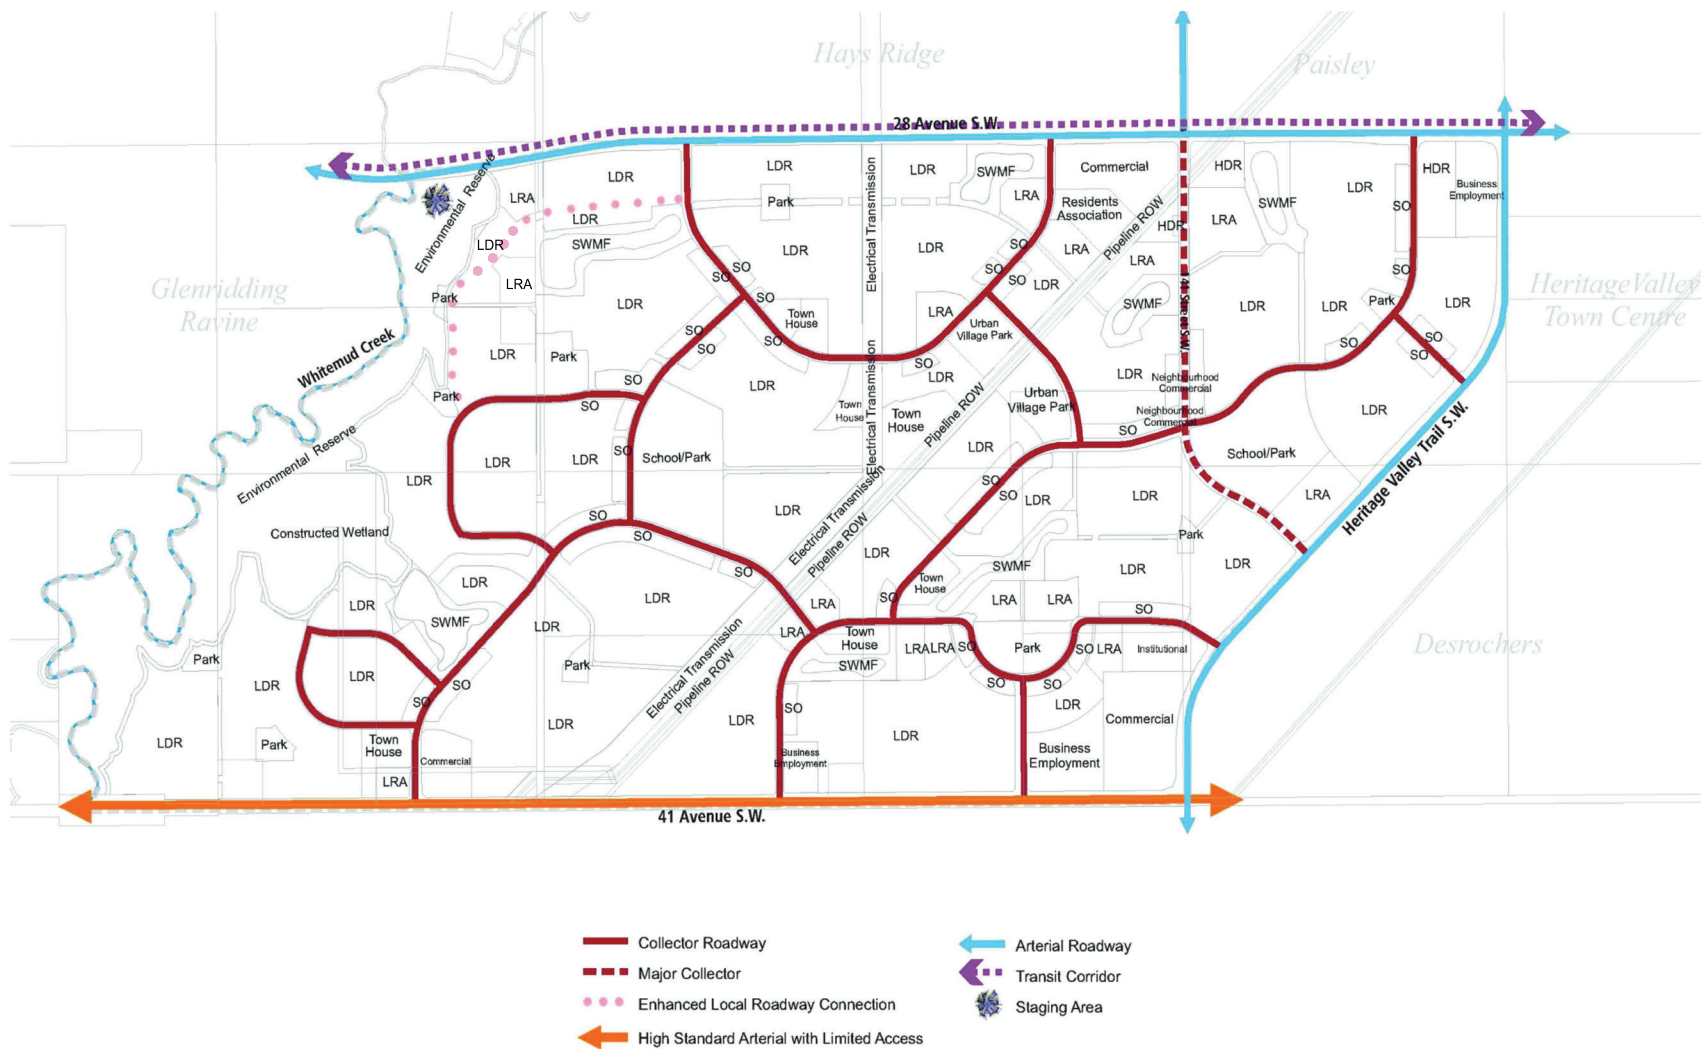 Hays Ridge
Paisley
28 Avenue S.W.
LDR
LDR
SWMF
Commercial
HDR
HDR
LDR
LDR
Business
Employment
Environmental Reserve
LRA
Park
Electrical Transmission
LRA
Residents
Association
SWMF
SO
LDR
LRA
HDR
Pipeline ROW
LDR
SWMF
LDR
LDR
SO
LRA
LRA
Glenridding
Ravine
LRA
Park
SO
SO
SO
SO
SO
LDR
SO
Heritage Valley
Town Centre
LDR
SWMF
LDR
LDR
Park
LDR
LRA
Town
House
Urban
Village Park
141 Street S.W.
Whitemud Creek
SO
SO
SO
SO
SO
SO
LDR
Park
SO
LDR
LDR
Neighbourhood
Commercial
LDR
SO
LDR
Electrical Transmission
Park
SO
Town
House
Town
House
Urban
Village Park
Neighbourhood
Commercial
LDR
Pipeline ROW
SO
Heritage Valley Trail S.W.
Environmental Reserve
LDR
LDR
LDR
SO
School/Park
LDR
School/Park
SO
SO
LDR
LDR
LRA
Constructed Wetland
SO
SO
LDR
Electrical Transmission
Pipeline ROW
Park
LDR
SO
SWMF
LDR
LDR
LDR
LDR
LDR
LRA
SO
Town
House
LRA
LRA
SO
SWMF
LDR
LRA
Town
House
LRA
LRA
SO
Park
SO
LRA
Institutional
Desrochers
Park
Park
SWMF
LDR
LDR
SO
SO
SO
SO
Electrical Transmission
Pipeline ROW
SO
LDR
Commercial
LDR
LDR
LDR
LDR
Park
Town
House
Commercial
Business
Employment
Business
Employment
LRA
41 Avenue S.W.
Collector Roadway
Major Collector
Enhanced Local Roadway Connection
High Standard Arterial with Limited Access
Arterial Roadway
Transit Corridor
Staging Area